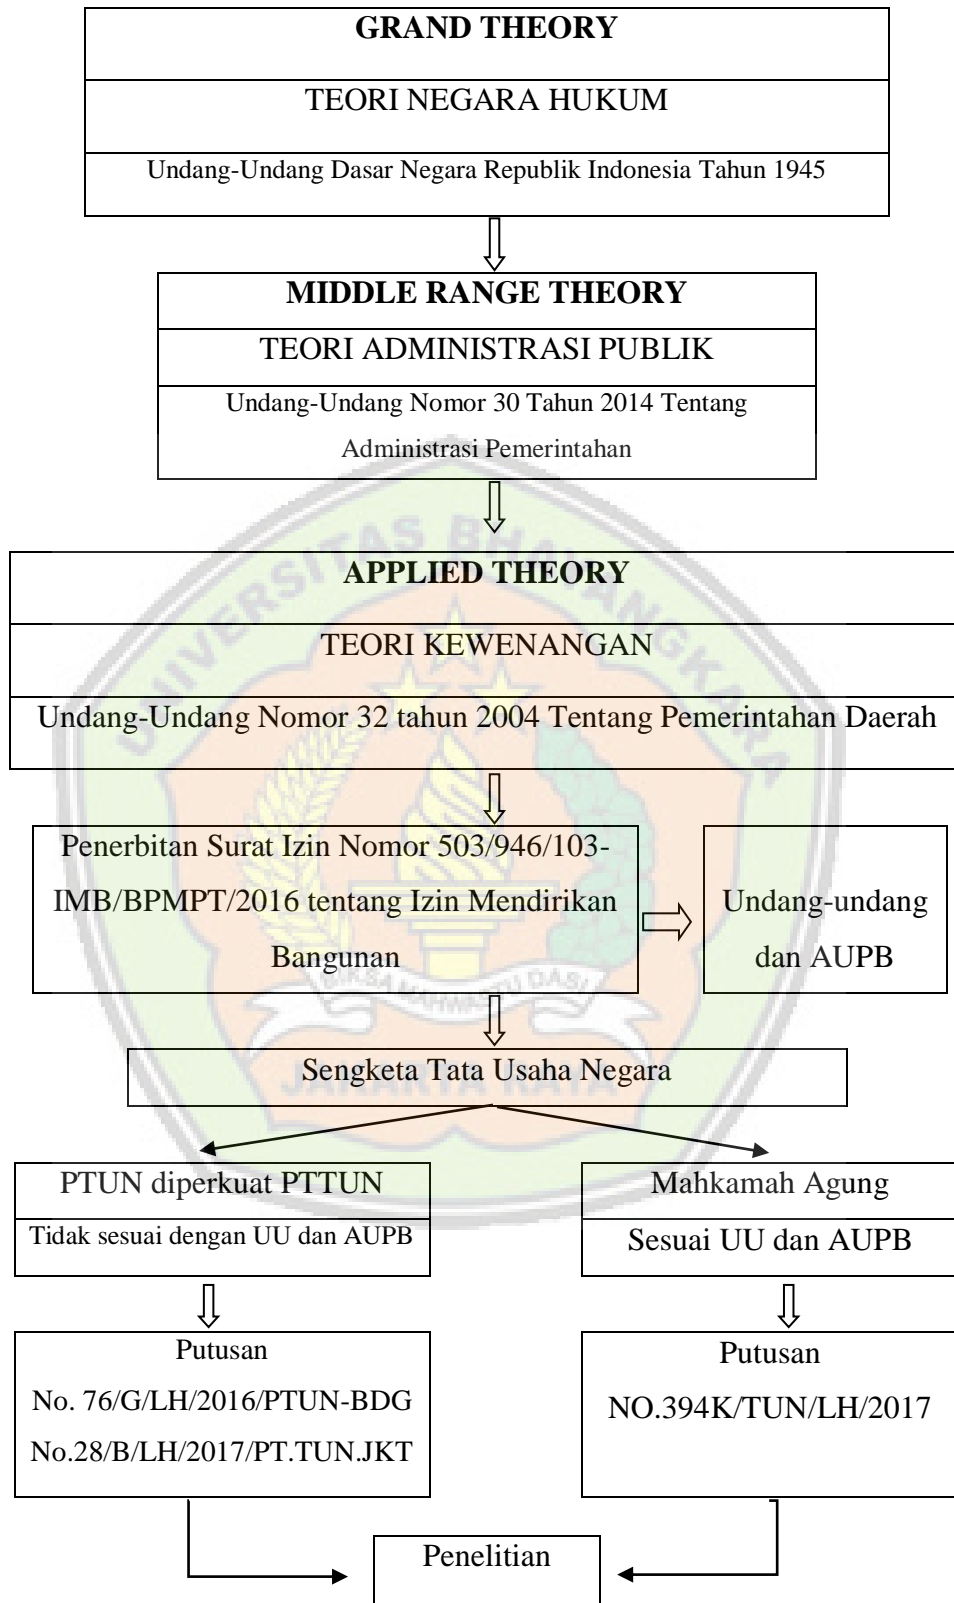 GRAND THEORY
TEORI NEGARA HUKUM
Undang-Undang Dasar Negara Republik Indonesia Tahun 1945
MIDDLE RANGE THEORY
TEORI ADMINISTRASI PUBLIK
Undang-Undang Nomor 30 Tahun 2014 Tentang
Administrasi Pemerintahan
UNIVERSITAS BHAYANGKARA
APPLIED THEORY
TEORI KEWENANGAN
Undang-Undang Nomor 32 tahun 2004 Tentang Pemerintahan Daerah
Penerbitan Surat Izin Nomor 503/946/103-
IMB/BPMPT/2016 tentang Izin Mendirikan
Bangunan
Undang-undang
dan AUPB
JAKARTA RAYA
Sengketa Tata Usaha Negara
PTUN diperkuat PTTUN
Tidak sesuai dengan UU dan AUPB
Mahkamah Agung
Sesuai UU dan AUPB
Putusan
No. 76/G/LH/2016/PTUN-BDG
No.28/B/LH/2017/PT.TUN.JKT
Putusan
NO.394K/TUN/LH/2017
Penelitian